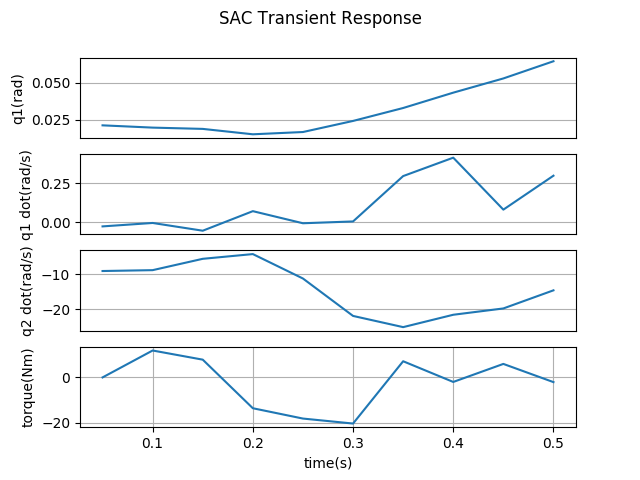 SAC Transient Response
q1(rad)
0.050
0.025
q1 dot(rad/s)
0.25
0.00
q2 dot(rad/s)
−10
−20
torque(Nm)
0
−20
0.1 0.2 0.3 0.4 0.5
time(s)